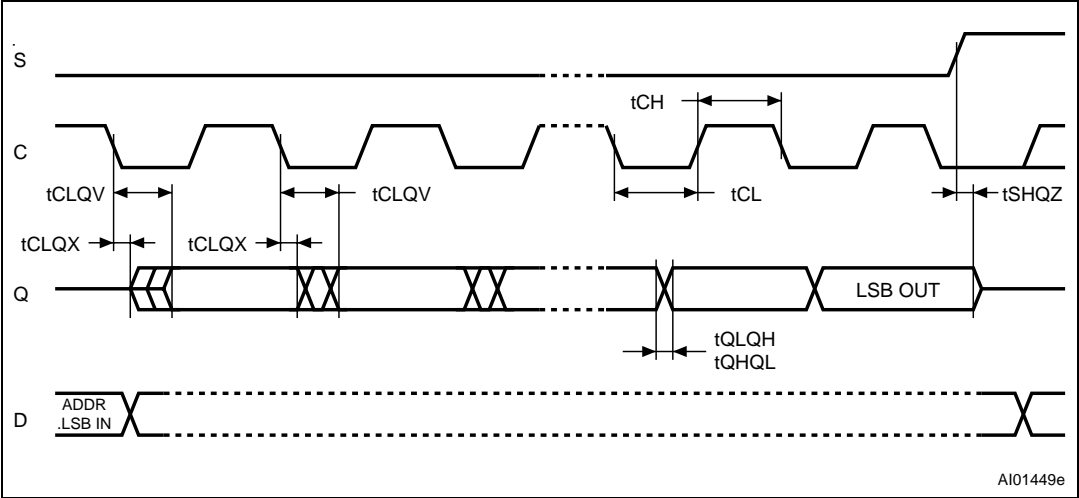 S
tCH
C
tCLQV
tCLQV
tCL
tSHQZ
tCLQX
tCLQX
Q
LSB OUT
tQLQH
tQHQL
D
ADDR
.LSB IN
AI01449e